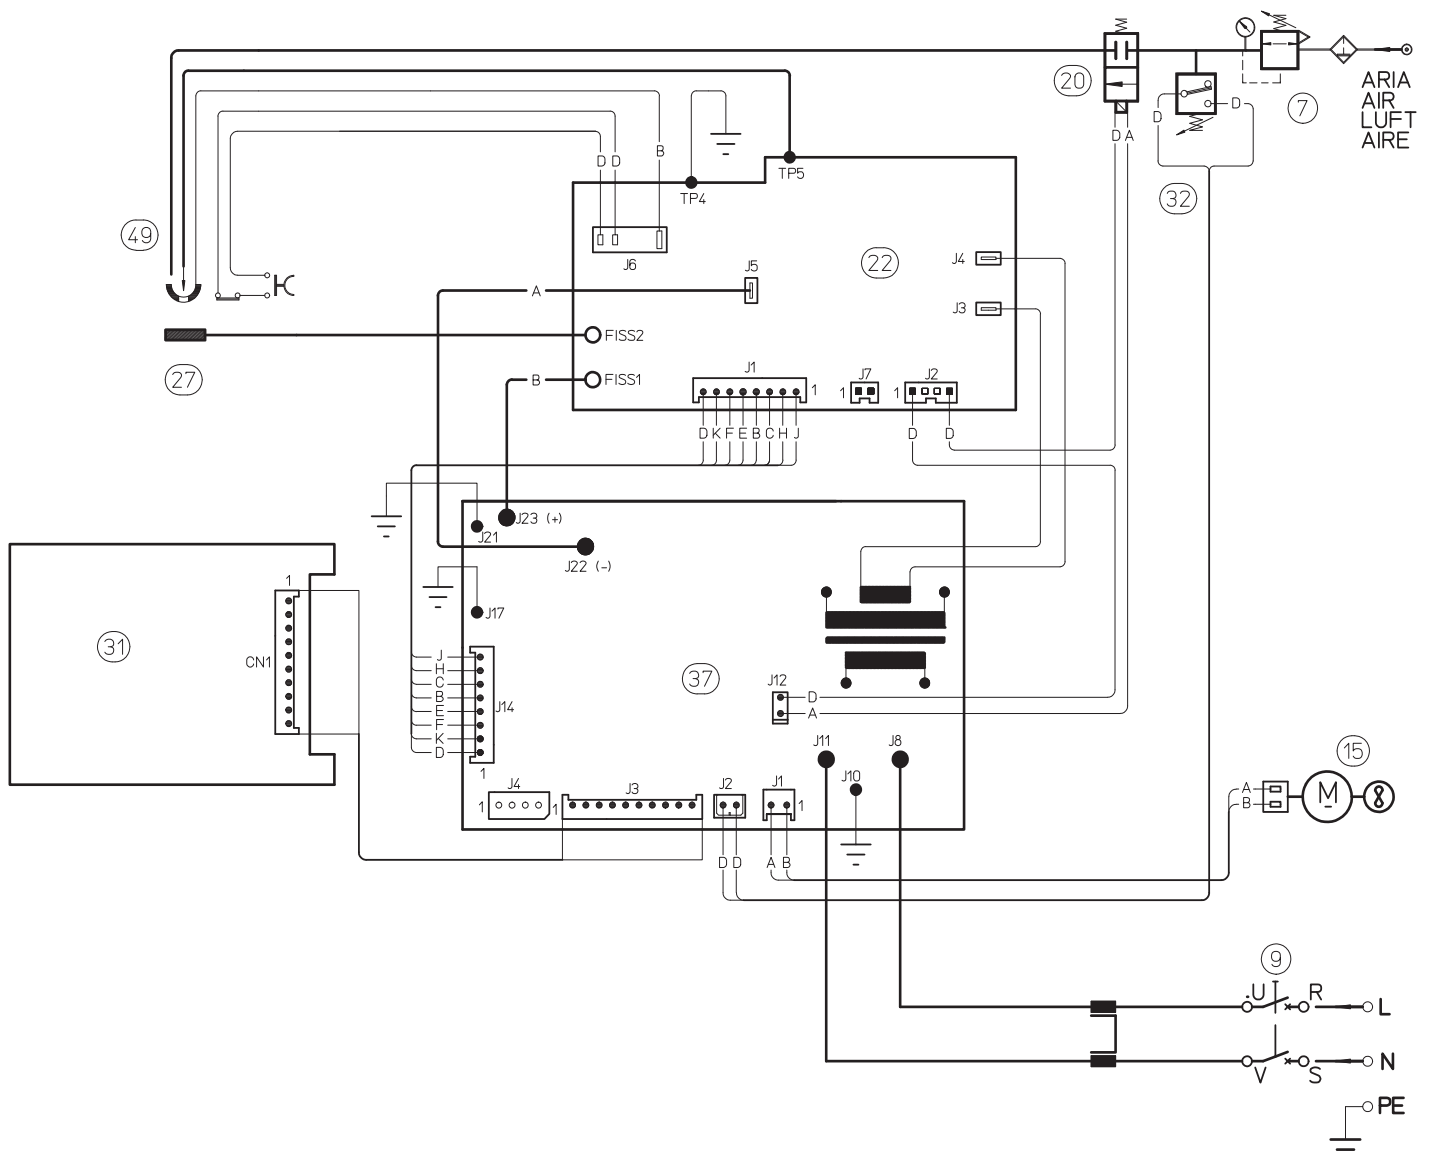 20
7
ARIA
AIR
LUFT
AIRE
D
D
D A
32
D D B
TP4
TP5
49
J6
22
J4
J5
A
J3
FISS2
27
B
FISS1
J1
1
1
J7
1
J2
D K F E B C H J
D
D
J23 (+)
J21
J22 (-)
J17
1
31
CN1
37
J12
D
A
J
H
C
B
E
F
K
D
J14
1
J11
J8
J10
15
J4
1
1
J3
J2
J1
1
A
B
M
D D
A B
9
.U
R
L
V
S
N
PE